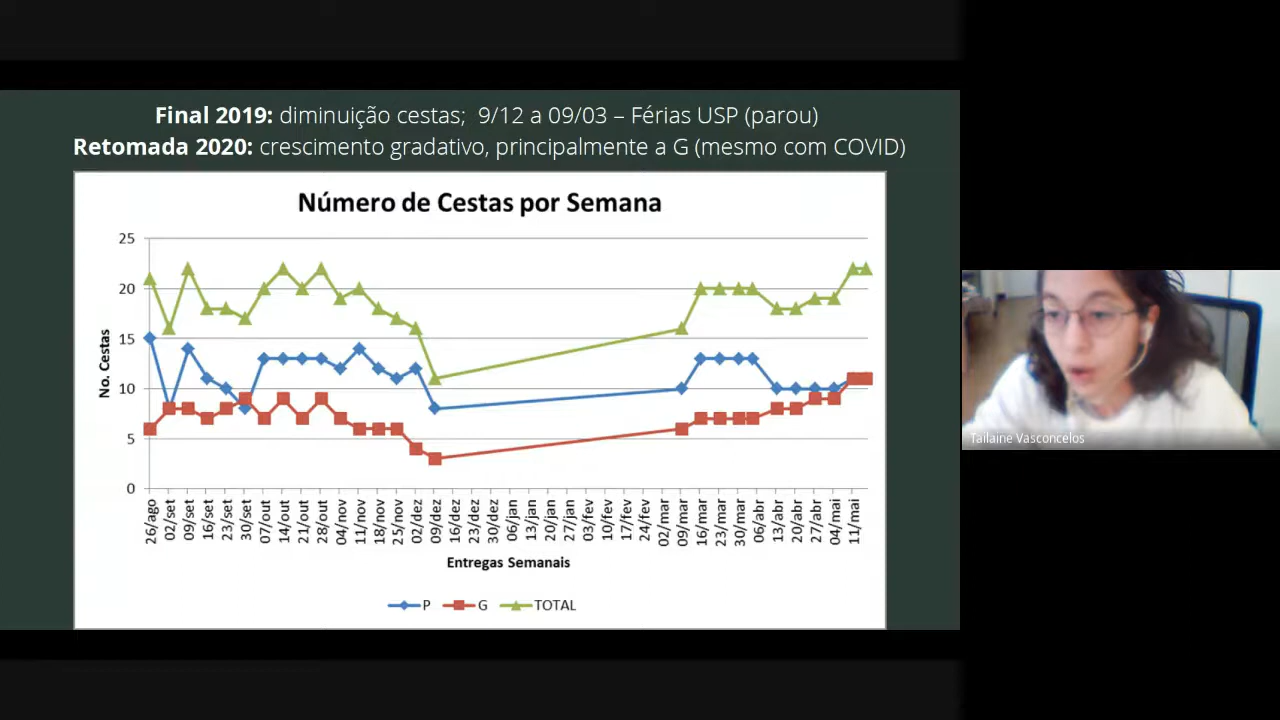 Final 2019: diminuição cestas; 9/12 a 09/03 – Férias USP (parou)
Retomada 2020: crescimento gradativo, principalmente a G (mesmo com COVID)
Número de Cestas por Semana
No. Cestas
25
20
15
10
5
0
26/ago
02/set
09/set
16/set
23/set
30/set
07/out
14/out
21/out
28/out
04/nov
11/nov
18/nov
25/nov
02/dez
09/dez
16/dez
23/dez
30/dez
06/jan
13/jan
20/jan
27/jan
03/fev
10/fev
17/fev
24/fev
02/mar
09/mar
16/mar
23/mar
30/mar
06/abr
13/abr
20/abr
27/abr
04/mai
11/mai
Entregas Semanais
P G TOTAL
Tailaine Vasconcelos